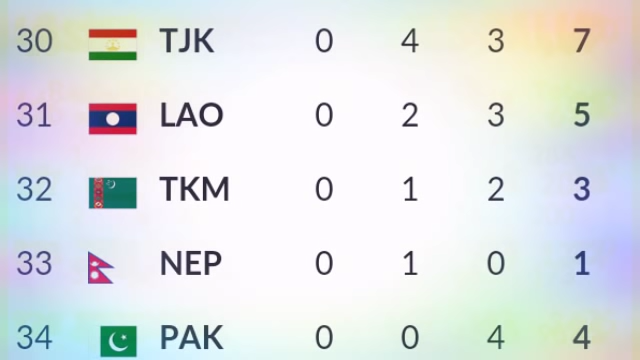 30 TJK 0 4 3 7
31 LAO 0 2 3 5
32 TKM 0 1 2 3
33 NEP 0 1 0 1
34 PAK 0 0 4 4